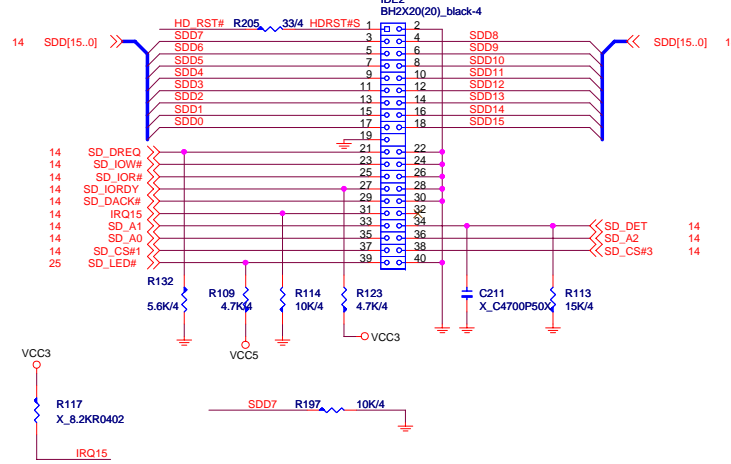 IDE2
BH2X20(20)_black-4
HD_RST# R205 33/4 HDRST#S 1 2
14 SDD[15..0] SDD7 3 4 SDD8 SDD[15..0] 1
SDD6 5 6 SDD9
SDD5 7 8 SDD10
SDD4 9 10 SDD11
SDD3 11 12 SDD12
SDD2 13 14 SDD13
SDD1 15 16 SDD14
SDD0 17 18 SDD15
19
14 SD_DREQ 21 22
14 SD_IOW# 23 24
14 SD_IOR# 25 26
14 SD_IORDY 27 28
14 SD_DACK# 29 30
14 IRQ15 31 32
14 SD_A1 33 34 SD_DET 14
14 SD_A0 35 36 SD_A2 14
14 SD_CS#1 37 38 SD_CS#3 14
25 SD_LED# 39 40
R132
5.6K/4
R109
4.7K/4
R114
10K/4
R123
4.7K/4
C211
X_C4700P50X
R113
15K/4
VCC3
VCC5
VCC3
R117
X_8.2KR0402
IRQ15
SDD7 R197 10K/4